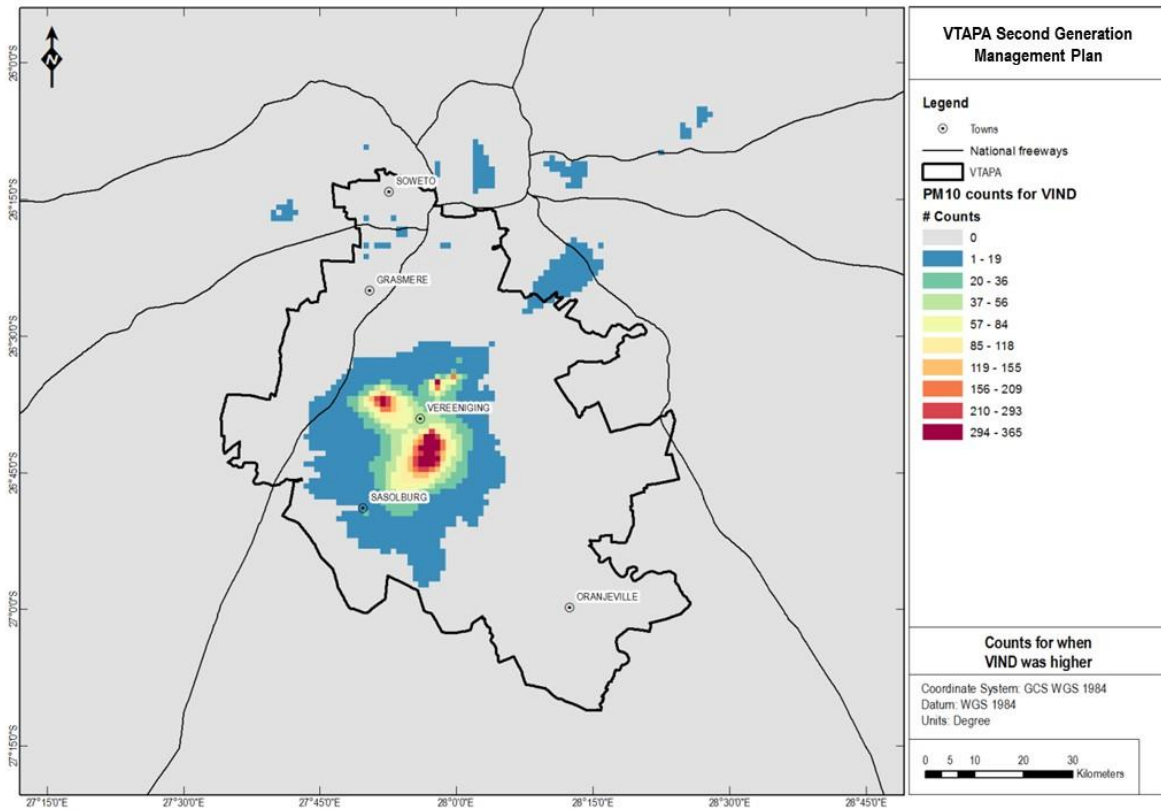 VTAPA Second Generation
Management Plan
Legend
Towns
National freeways
VTAPA
PM10 counts for VIND
# Counts
0
1 - 19
20 - 36
37 - 56
57 - 84
85 - 118
119 - 155
156 - 209
210 - 293
294 - 365
Counts for when
VIND was higher
Coordinate System: GCS WGS 1984
Datum: WGS 1984
Units: Degree
0 5 10 20 30
Kilometers
N
SOWETO
GRASMERE
VEREENIGING
SASOLBURG
ORANJEVILLE
26°0'0"S
26°15'0"S
26°30'0"S
26°45'0"S
27°0'0"S
27°15'0"S
27°15'0"E
27°30'0"E
27°45'0"E
28°0'0"E
28°15'0"E
28°30'0"E
28°45'0"E